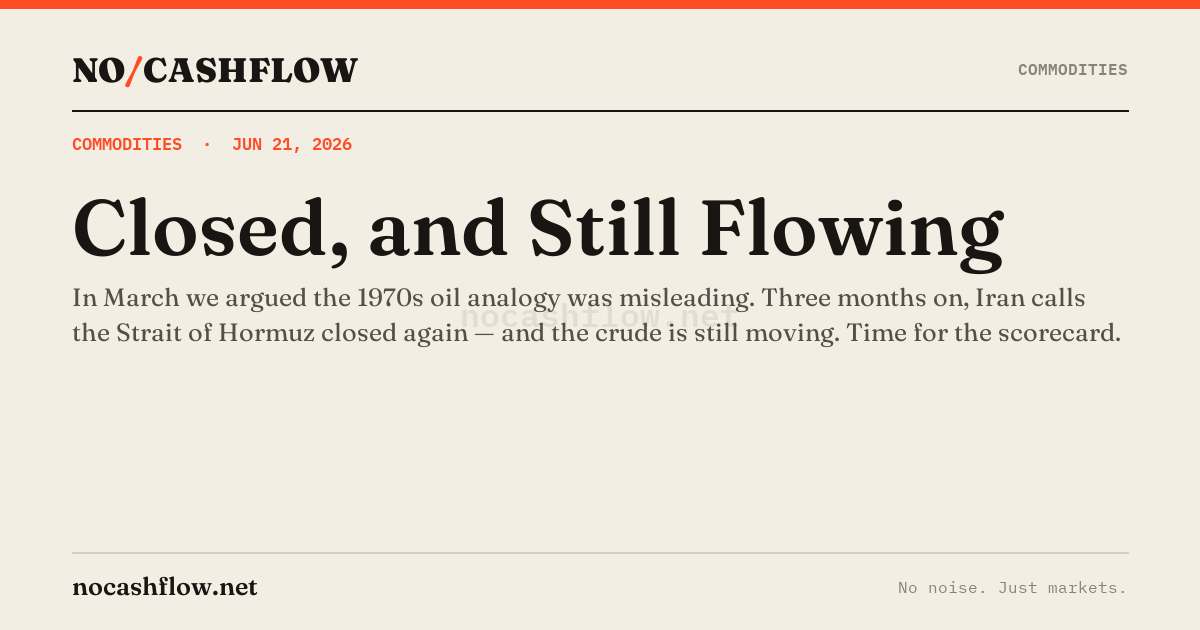 NO/CASHFLOW
COMMODITIES
COMMODITIES · JUN 21, 2026
Closed, and Still Flowing
In March we argued the 1970s oil analogy was misleading. Three months on, Iran calls
nocashflow.net
the Strait of Hormuz closed again — and the crude is still moving. Time for the scorecard.
nocashflow.net
No noise. Just markets.